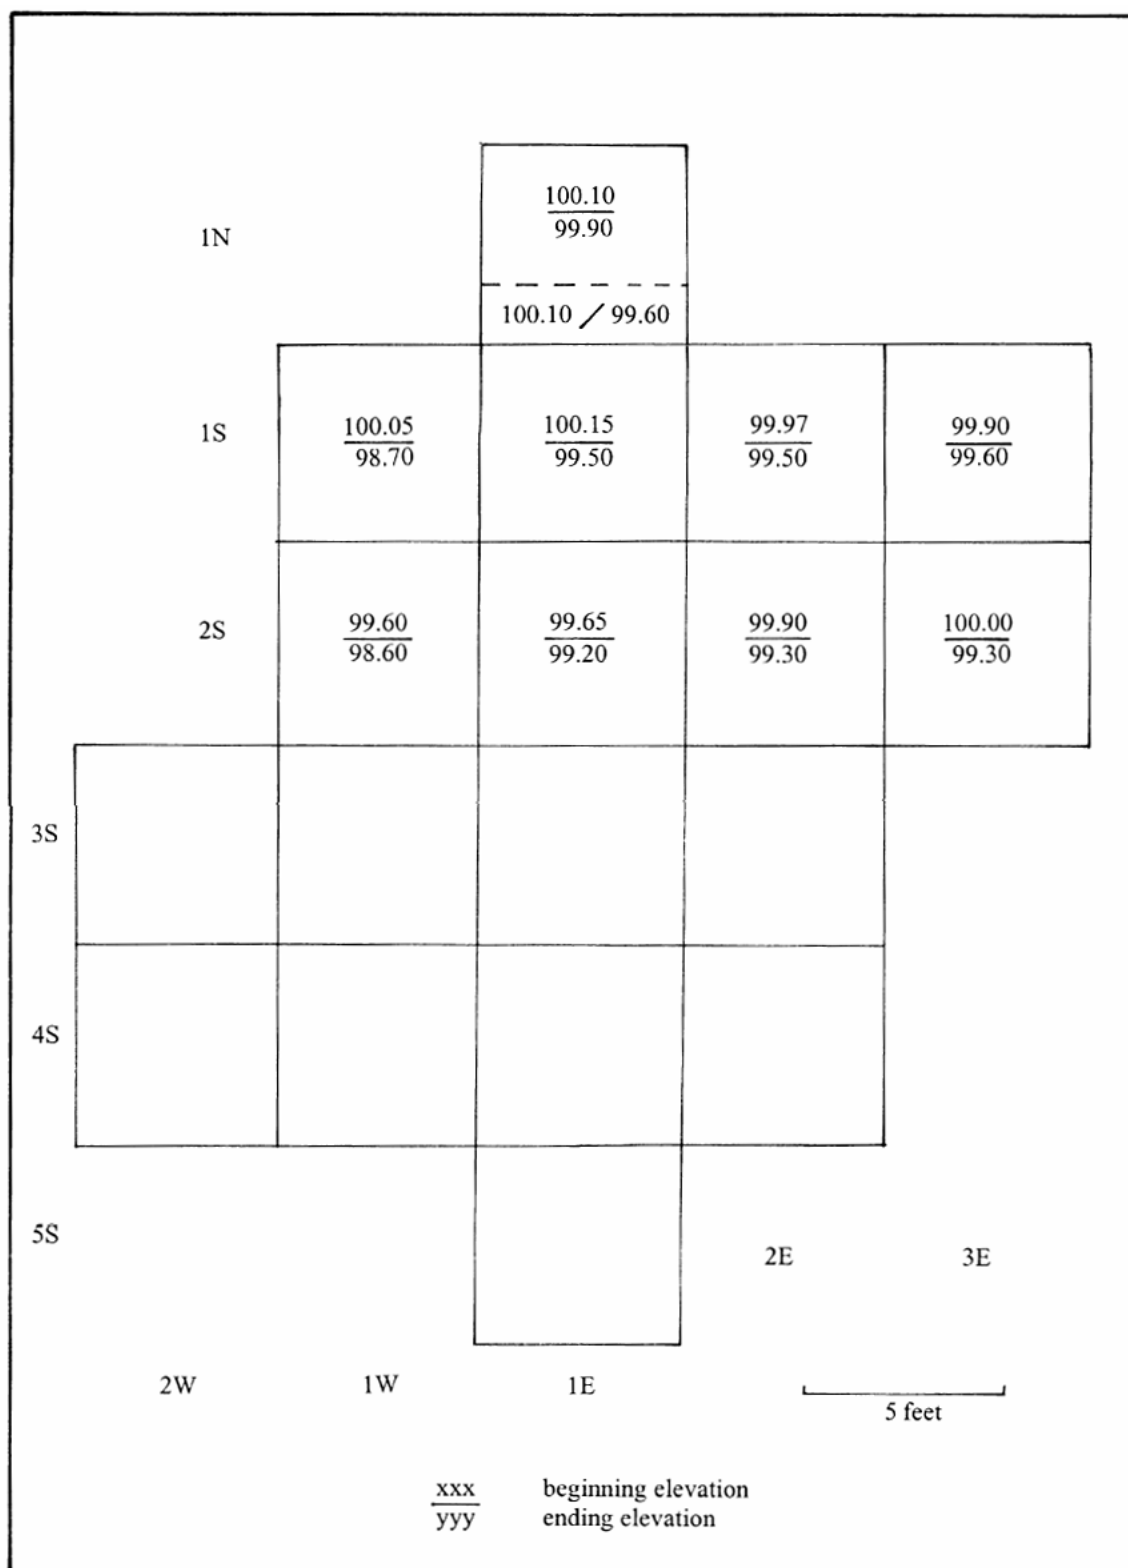 100.10
99.90
1N
100.10 / 99.60
1S
100.05
98.70
100.15
99.50
99.97
99.50
99.90
99.60
2S
99.60
98.60
99.65
99.20
99.90
99.30
100.00
99.30
3S
4S
5S
2E
3E
2W
1W
1E
5 feet
xxx beginning elevation
yyy ending elevation